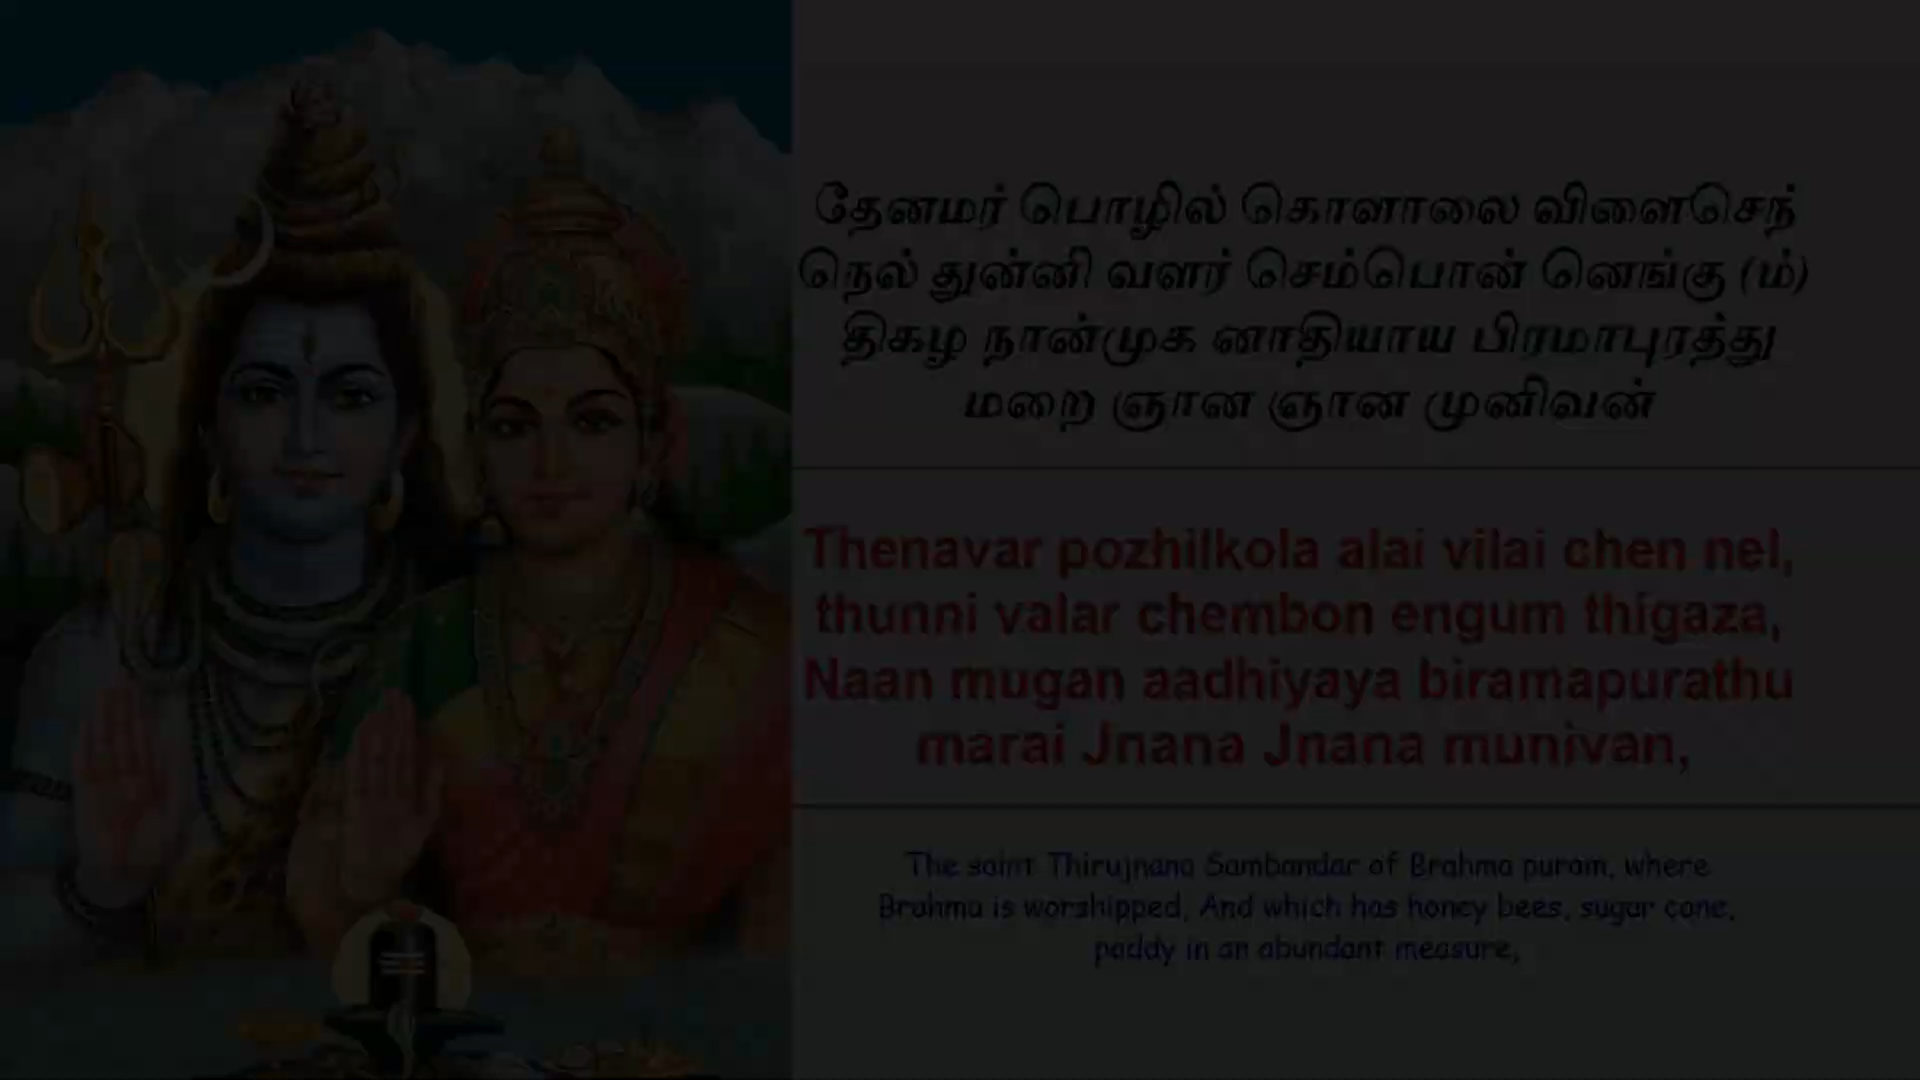 தேனமர் பொழில் கொளாலை விளைசெந்
நெல் துன்னி வளர் செம்பொன் னெங்கு (ம்)
திகழ நான்முக னாதியாய பிரமாபுரத்து
மறை ஞான ஞான முனிவன்
Thenavar pozhilkola alai vilai chen nel,
thunni valar chembon engum thigaza,
Naan mugan aadhiyaya biramapurathu
marai Jnana Jnana munivan,
The saint Thirujnana Sambandar of Brahma puram, where
Brahma is worshipped, And which has honey bees, sugar cane,
paddy in an abundant measure,